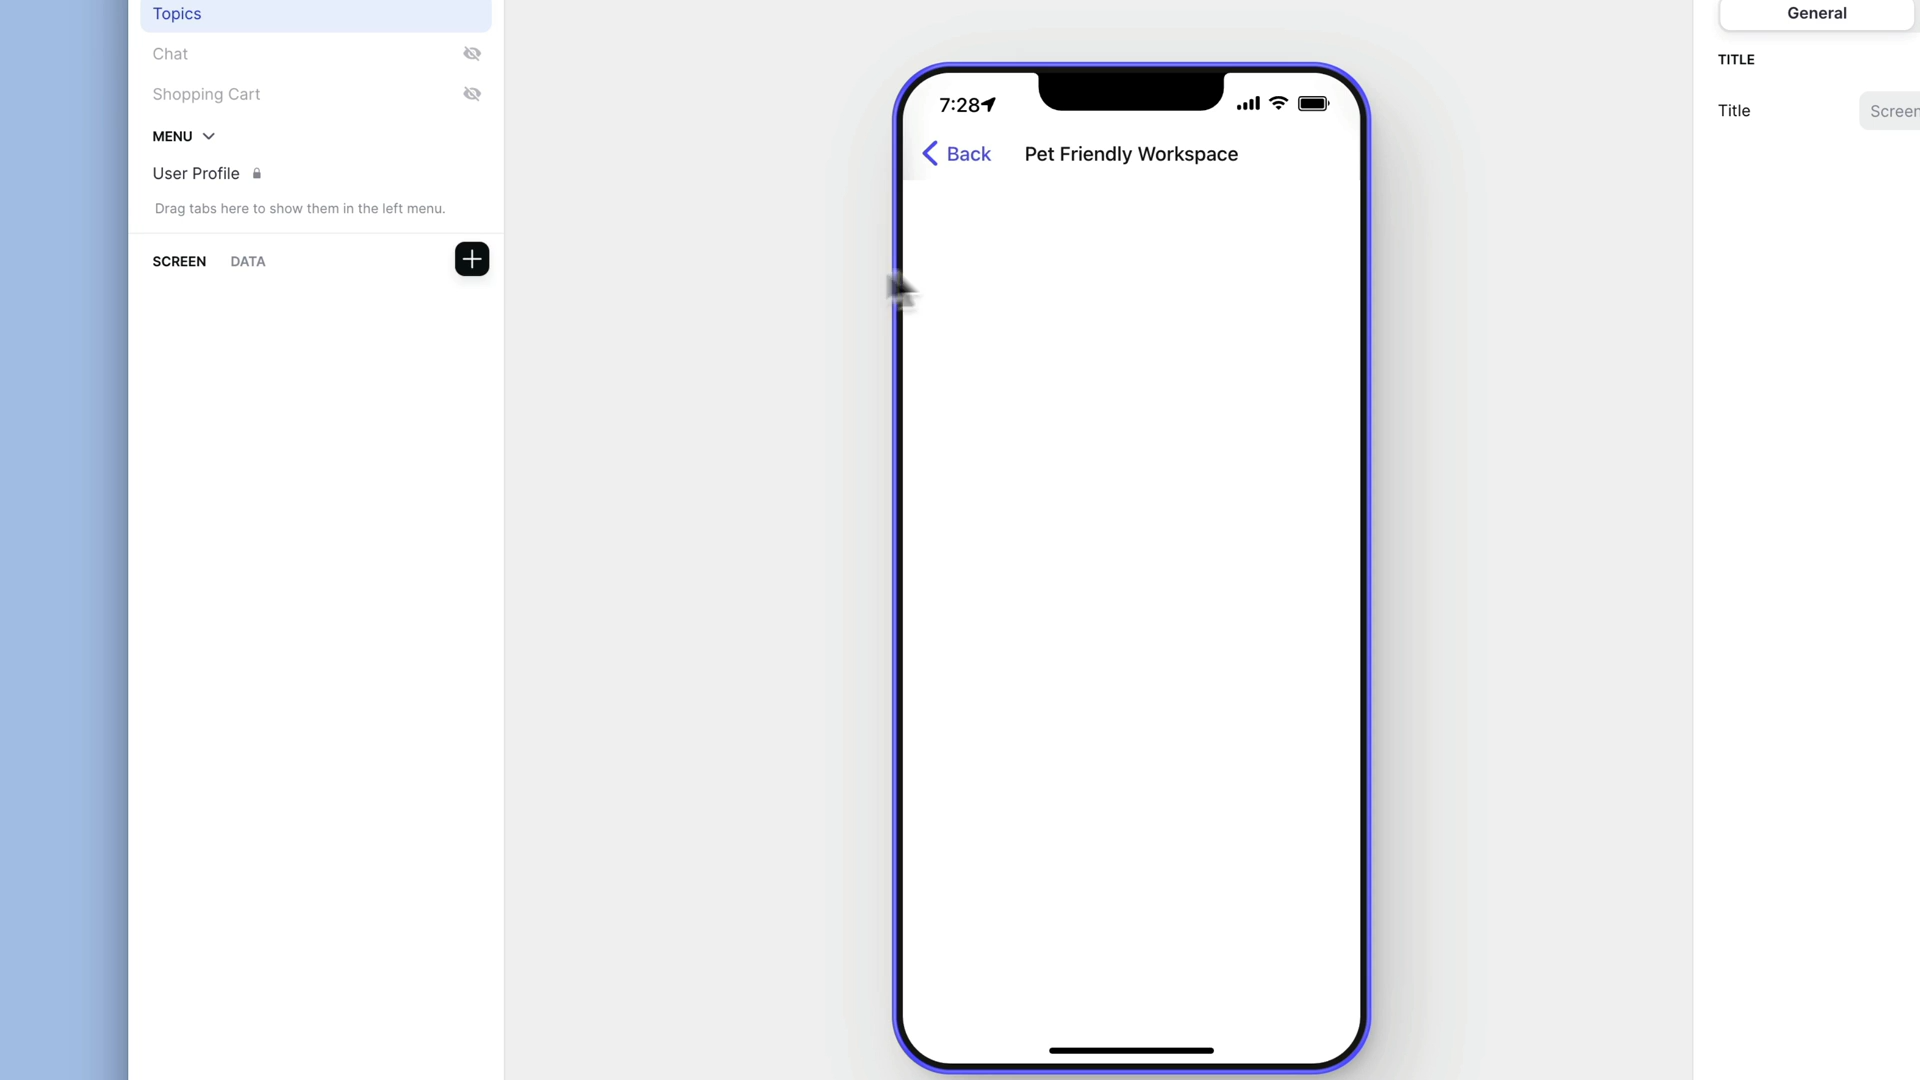 Topics
Chat
Shopping Cart
MENU
User Profile
Drag tabs here to show them in the left menu.
SCREEN DATA
7:28
Back Pet Friendly Workspace
General
TITLE
Title Screen